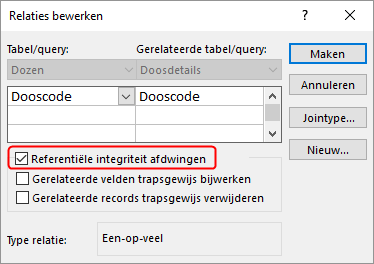 Relaties bewerken
Tabel/query: Gerelateerde tabel/query:
Dozen Doosdetails
Dooscode Dooscode
Maken
Annuleren
Jointype...
Nieuw...
Referentiële integriteit afdwingen
Gerelateerde velden trapsgewijs bijwerken
Gerelateerde records trapsgewijs verwijderen
Type relatie: Een-op-veel